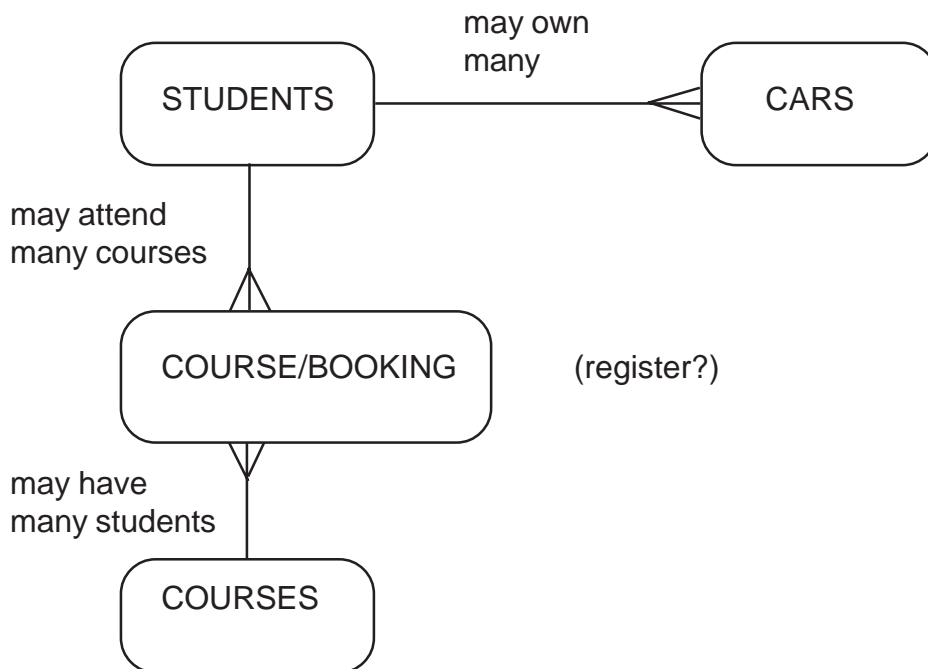 may own
many
STUDENTS
CARS
may attend
many courses
COURSE/BOOKING
(register?)
may have
many students
COURSES